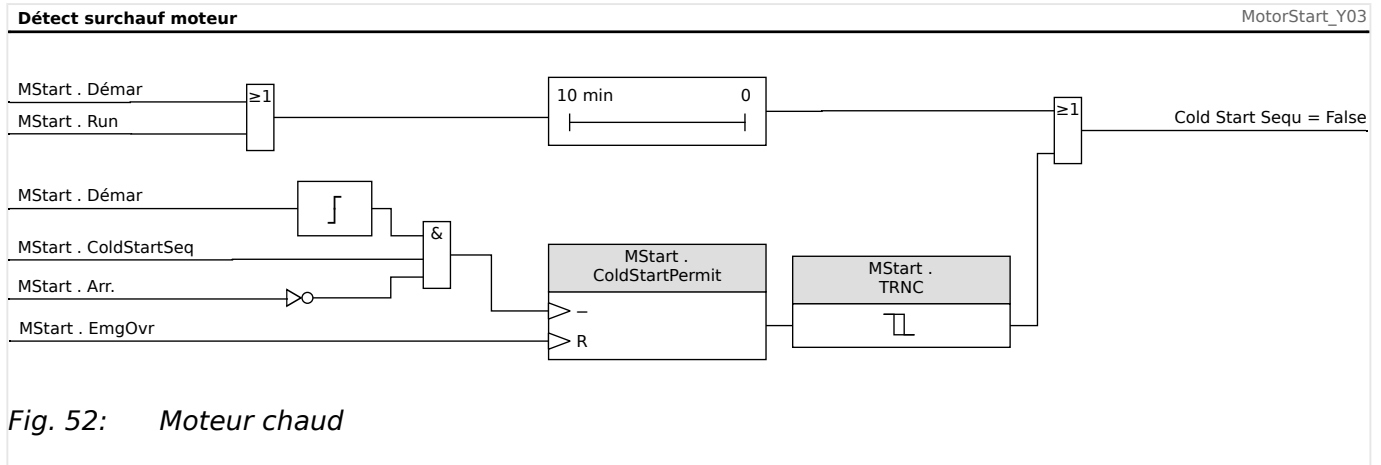 Détect surchauf moteur
MotorStart_Y03
MStart . Démar
≥1
MStart . Run
10 min 0
≥1
Cold Start Sequ = False
MStart . Démar
&
MStart . ColdStartSeq
MStart . Arr.
MStart . EmgOvr
MStart .
ColdStartPermit
–
R
MStart .
TRNC
Fig. 52: Moteur chaud